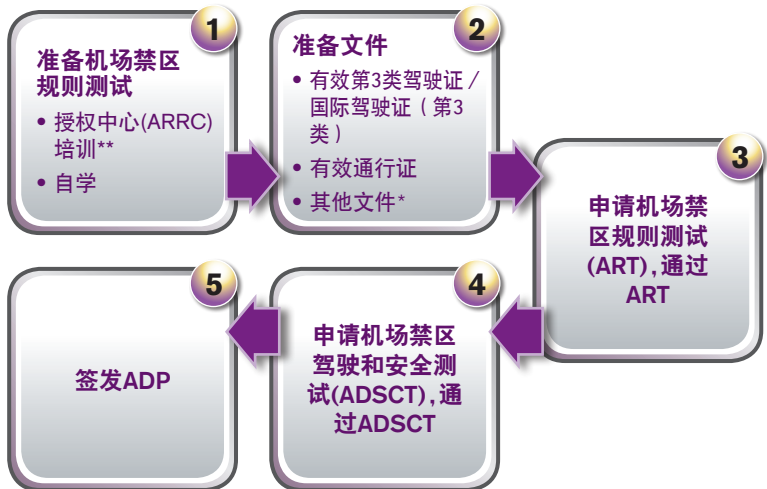 1
准备机场禁区
规则测试
• 授权中心(ARRC)
培训**
• 自学
2
准备文件
• 有效第3类驾驶证/
国际驾驶证(第3
类)
• 有效通行证
• 其他文件*
3
申请机场禁
区规则测试
(ART),通过
ART
4
申请机场禁区
驾驶和安全测
试(ADSCT),通
过ADSCT
5
签发ADP